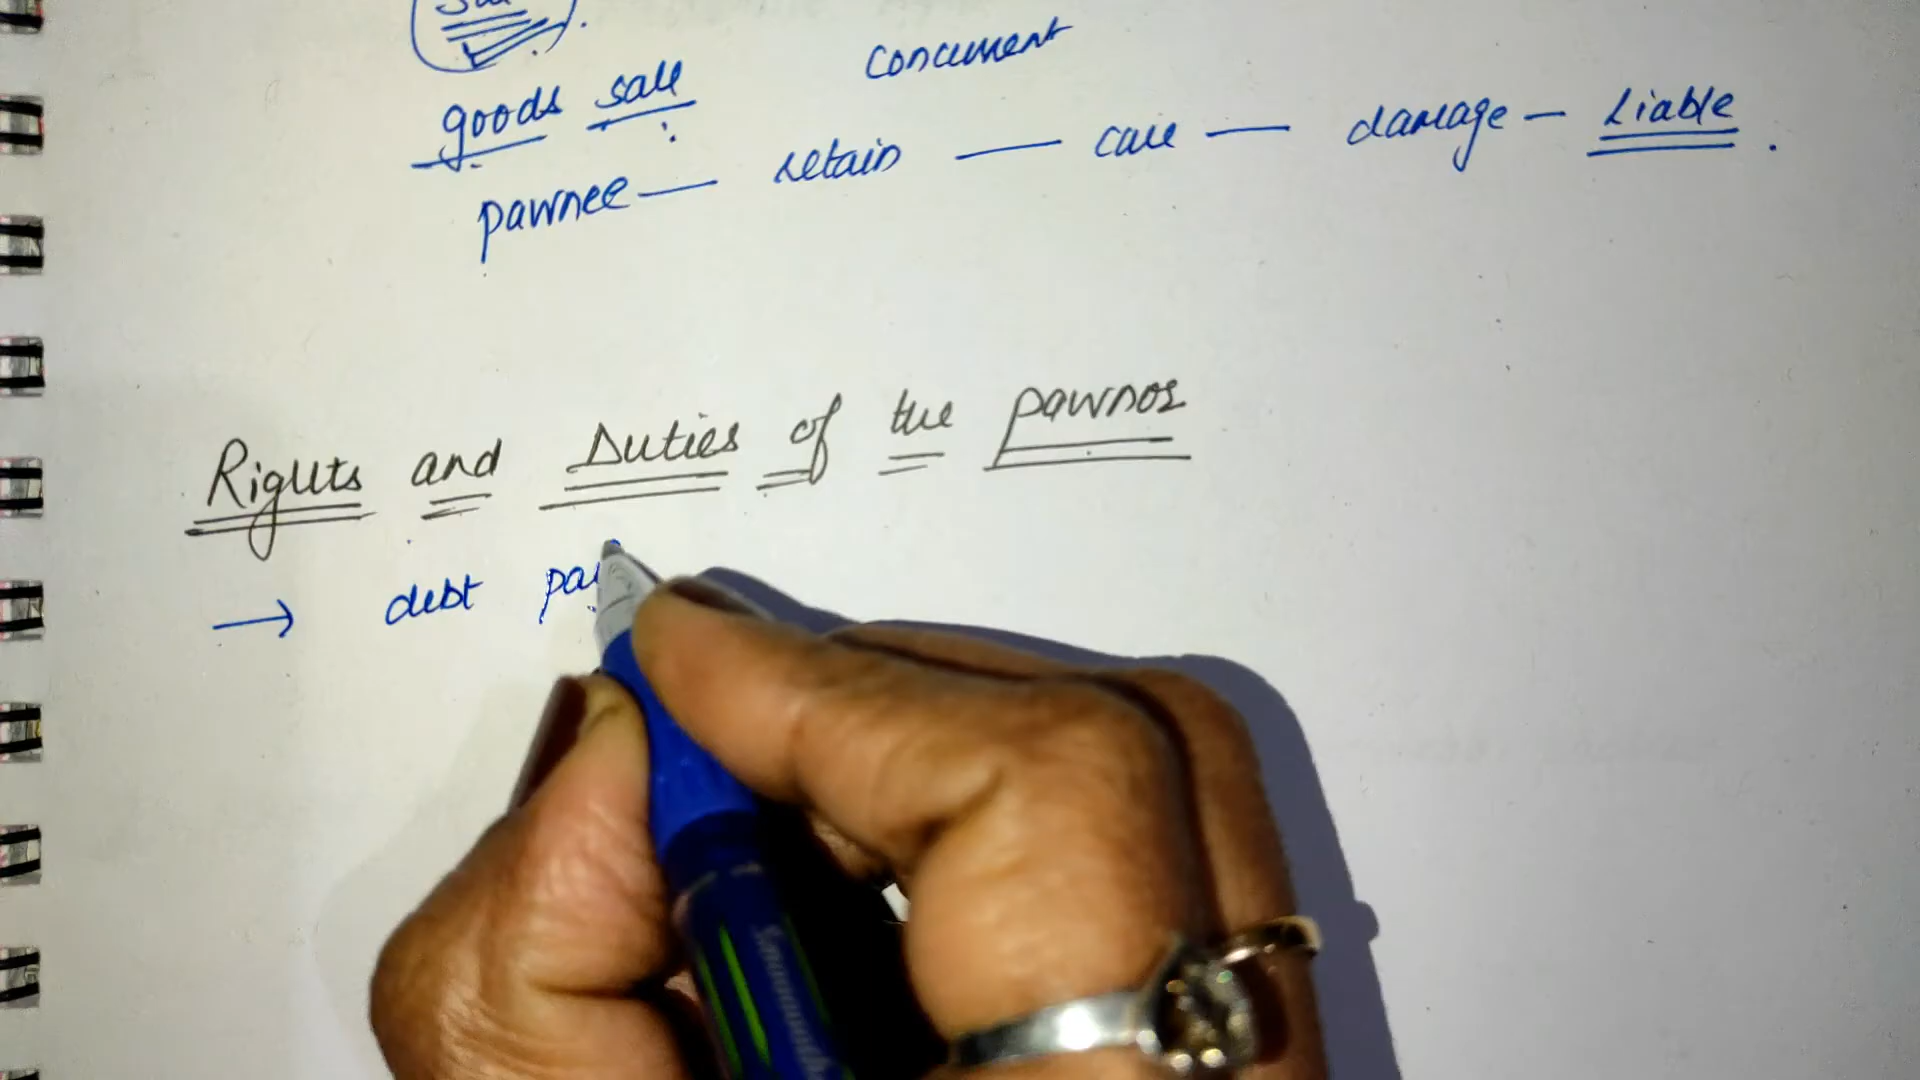 concurrent
goods sale
pawnee — retain — care — damage — Liable.
Rights and Duties of the pawnor
→ debt pa